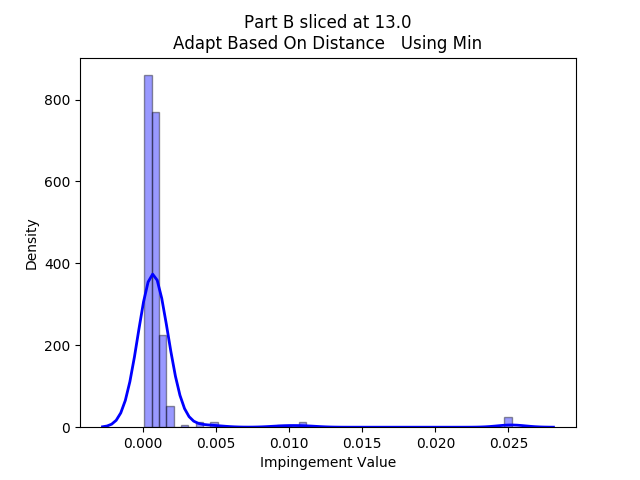 Part B sliced at 13.0
Adapt Based On Distance   Using Min
800
600
400
200
0
Density
0.000 0.005 0.010 0.015 0.020 0.025
Impingement Value